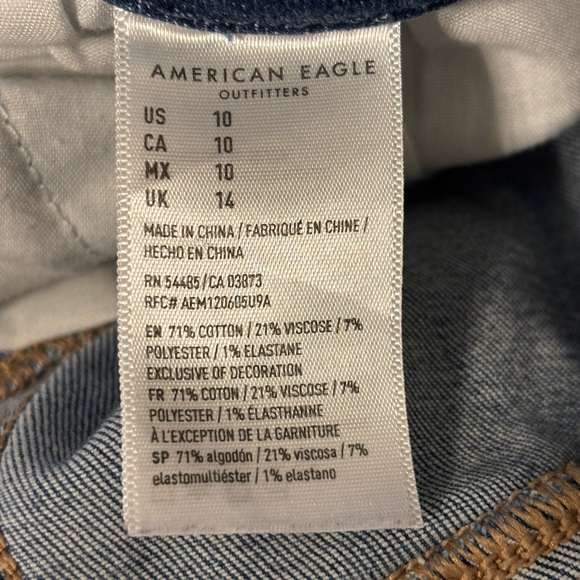 AMERICAN EAGLE
OUTFITTERS
US 10
CA 10
MX 10
UK 14
MADE IN CHINA / FABRIQUÉ EN CHINE /
HECHO EN CHINA
RN 54485 / CA 03873
RFC# AEM120605U9A
EN 71% COTTON / 21% VISCOSE / 7%
POLYESTER / 1% ELASTANE
EXCLUSIVE OF DECORATION
FR 71% COTON / 21% VISCOSE / 7%
POLYESTER / 1% ÉLASTHANNE
À L'EXCEPTION DE LA GARNITURE
SP 71% algodón / 21% viscosa / 7%
elastomultiéster / 1% elastano